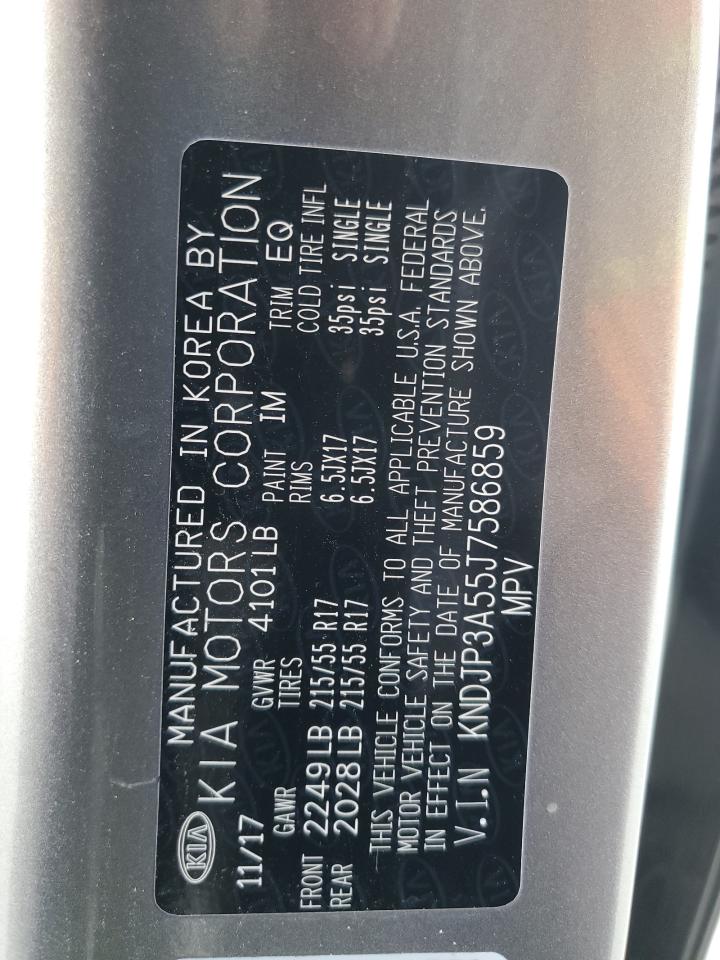 MANUFACTURED IN KOREA BY
KIA KIA MOTORS CORPORATION
11/17 GVWR 4101LB PAINT IM TRIM EQ
GAWR TIRES RIMS COLD TIRE INFL
FRONT 2249LB 215/55 R17 6.5JX17 35psi SINGLE
REAR 2028LB 215/55 R17 6.5JX17 35psi SINGLE
THIS VEHICLE CONFORMS TO ALL APPLICABLE U.S.A. FEDERAL
MOTOR VEHICLE SAFETY AND THEFT PREVENTION STANDARDS
IN EFFECT ON THE DATE OF MANUFACTURE SHOWN ABOVE.
V.I.N KNDJP3A55J7586859
MPV